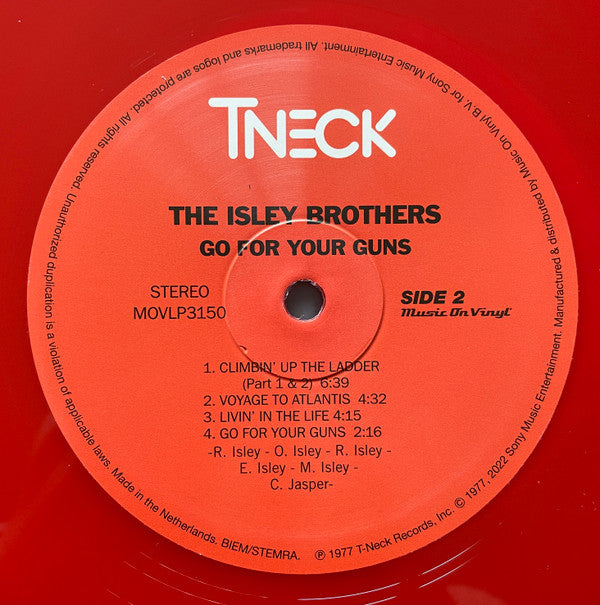 TNECK
THE ISLEY BROTHERS
GO FOR YOUR GUNS
STEREO
MOVLP3150
SIDE 2
Music On Vinyl
1. CLIMBIN' UP THE LADDER
(Part 1 & 2) 6:39
2. VOYAGE TO ATLANTIS 4:32
3. LIVIN' IN THE LIFE 4:15
4. GO FOR YOUR GUNS 2:16
-R. Isley - O. Isley - R. Isley -
E. Isley - M. Isley -
C. Jasper-
℗ 1977 T-Neck Records, Inc. © 1977, 2022 Sony Music Entertainment. Manufactured & distributed by Music On Vinyl B.V. for Sony Music Entertainment. All trademarks and logos are protected. All rights reserved. Unauthorized duplication is a violation of applicable laws. Made in the Netherlands. BIEM/STEMRA.